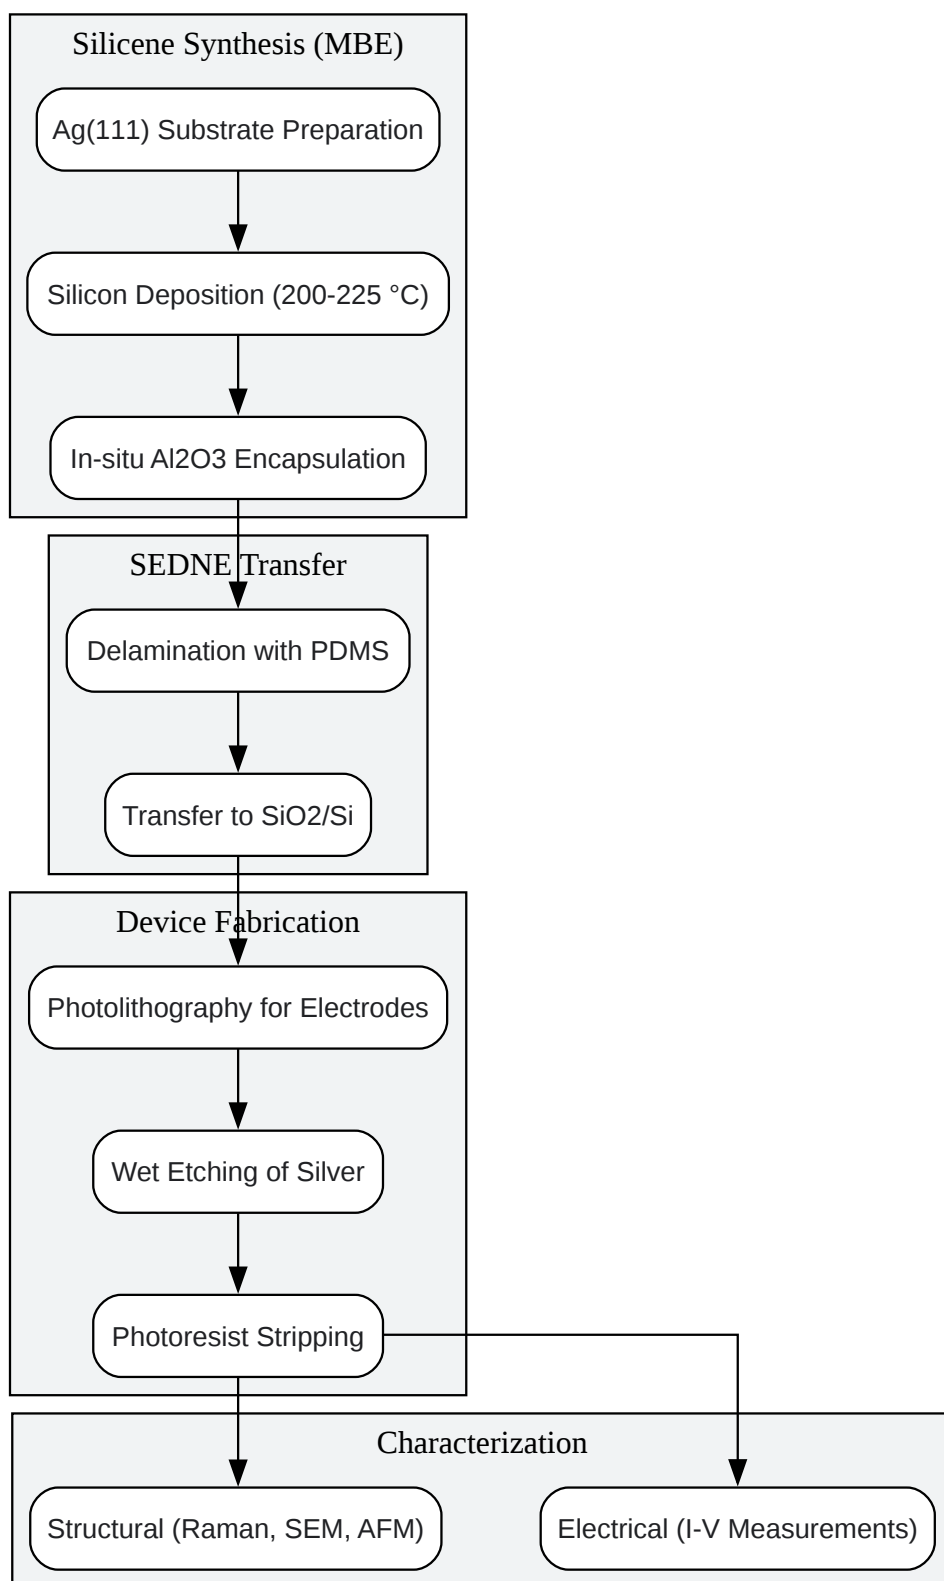 Silicene Synthesis (MBE)
Ag(111) Substrate Preparation
Silicon Deposition (200-225 °C)
In-situ Al2O3 Encapsulation
SEDNE Transfer
Delamination with PDMS
Transfer to SiO2/Si
Device Fabrication
Photolithography for Electrodes
Wet Etching of Silver
Photoresist Stripping
Characterization
Structural (Raman, SEM, AFM)
Electrical (I-V Measurements)